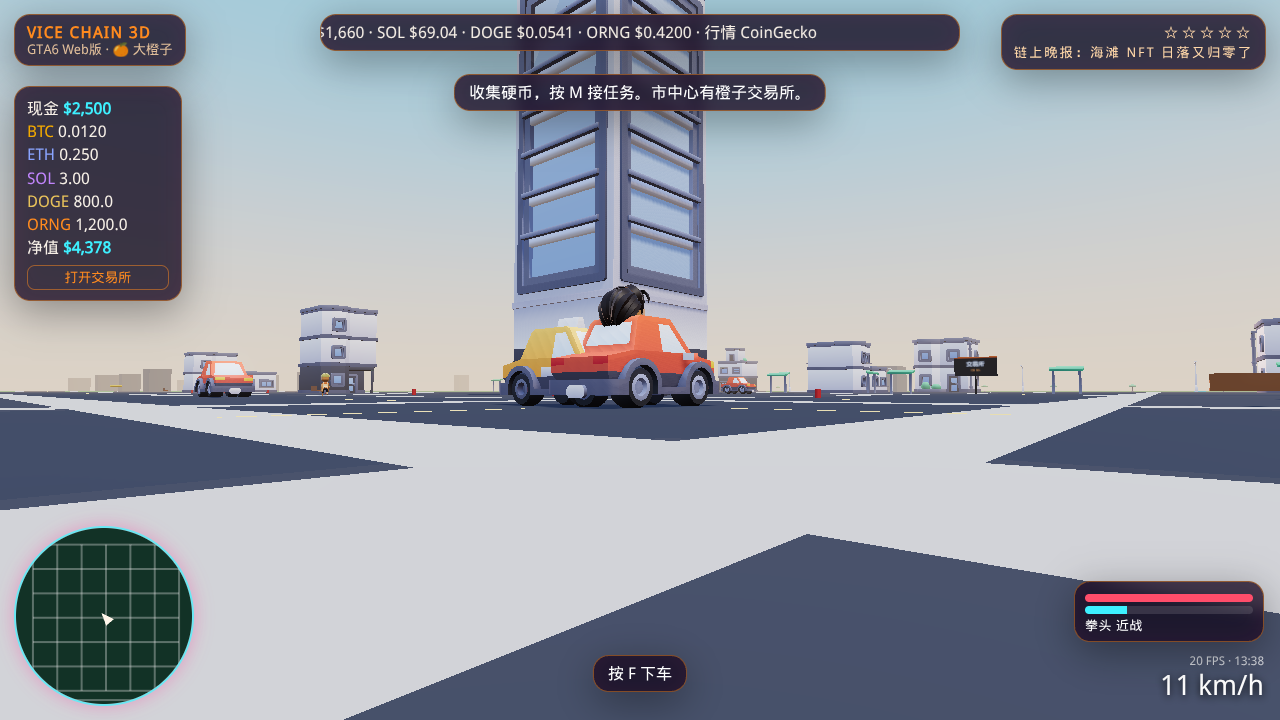 VICE CHAIN 3D
GTA6 Web版 · 🍊 大橙子
$1,660 · SOL $69.04 · DOGE $0.0541 · ORNG $0.4200 · 行情 CoinGecko
☆ ☆ ☆ ☆ ☆
链上晚报：海滩 NFT 日落又归零了
收集硬币，按 M 接任务。市中心有橙子交易所。
现金 $2,500
BTC 0.0120
ETH 0.250
SOL 3.00
DOGE 800.0
ORNG 1,200.0
净值 $4,378
打开交易所
交易所
按 F 下车
拳头 近战
20 FPS · 13:38
11 km/h